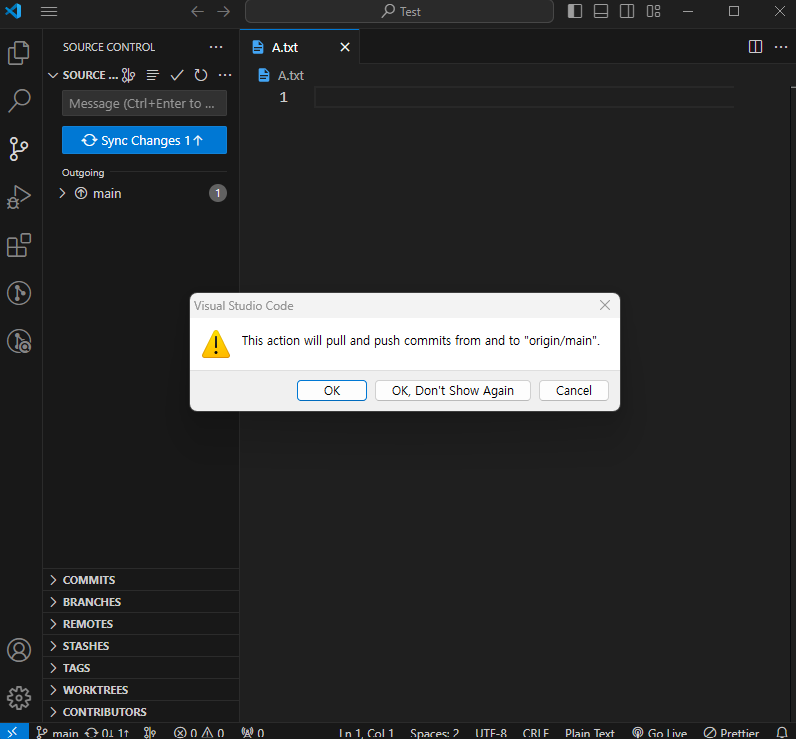 Test
SOURCE CONTROL
A.txt
SOURCE ...
A.txt
Message (Ctrl+Enter to ...
1
Sync Changes 1↑
Outgoing
main 1
Visual Studio Code
This action will pull and push commits from and to "origin/main".
OK
OK, Don't Show Again
Cancel
COMMITS
BRANCHES
REMOTES
STASHES
TAGS
WORKTREES
CONTRIBUTORS
main 0↓ 1↑ 0 0 0 Ln 1, Col 1 Spaces: 2 UTF-8 CRLF Plain Text Go Live Prettier